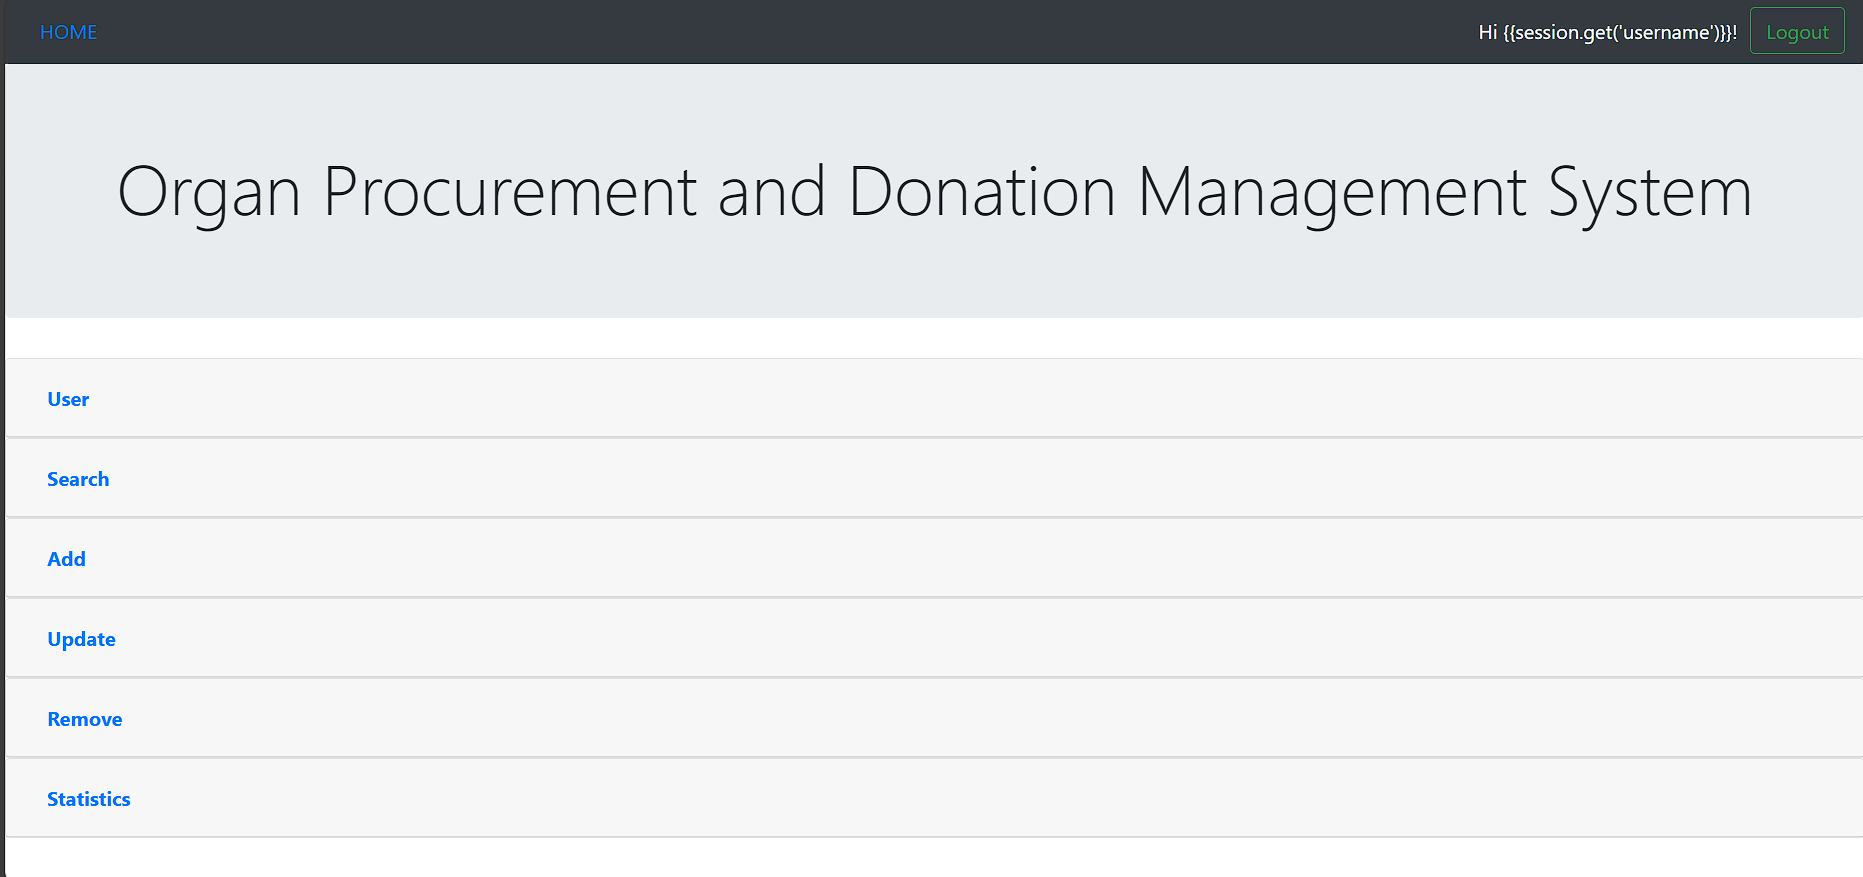 HOME
Hi {{session.get('username')}}! Logout
Organ Procurement and Donation Management System
User
Search
Add
Update
Remove
Statistics